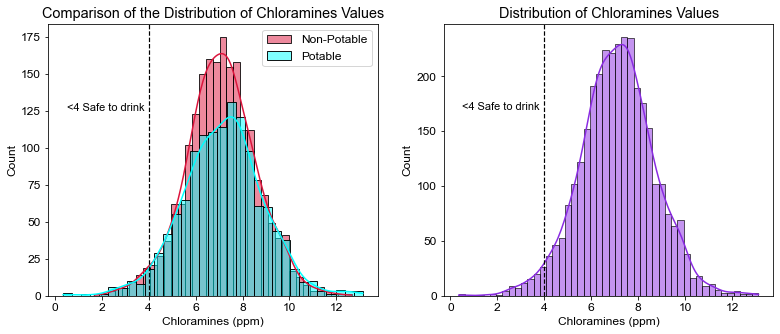 Comparison of the Distribution of Chloramines Values
175
150
125
100
75
50
25
0
Count
Non-Potable
Potable
<4 Safe to drink
0 2 4 6 8 10 12
Chloramines (ppm)
Distribution of Chloramines Values
200
150
100
50
0
Count
<4 Safe to drink
0 2 4 6 8 10 12
Chloramines (ppm)